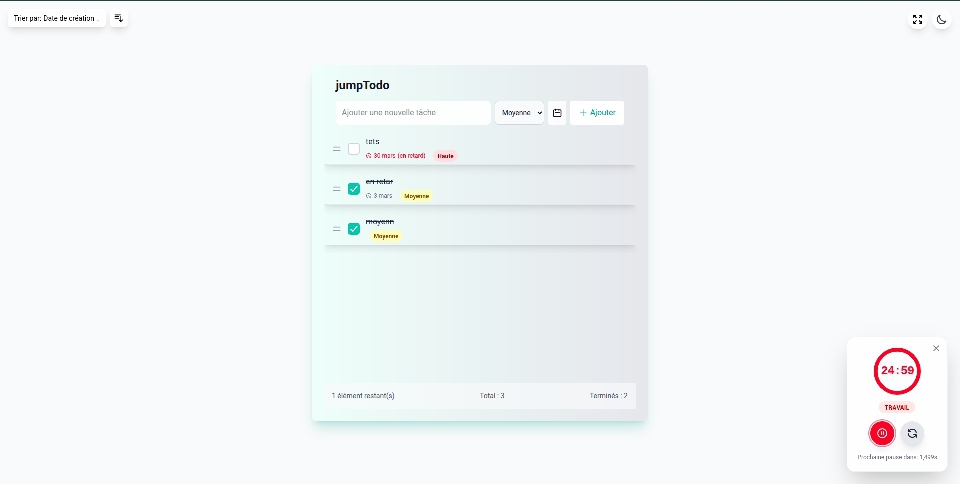 Trier par: Date de création .
jumpTodo
Ajouter une nouvelle tâche
Moyenne
Ajouter
tets
30 mars (en retard) Haute
en retar
3 mars Moyenne
moyenn
Moyenne
1 élément restant(s) Total : 3 Terminés : 2
24:59
TRAVAIL
Prochaine pause dans: 1,499s